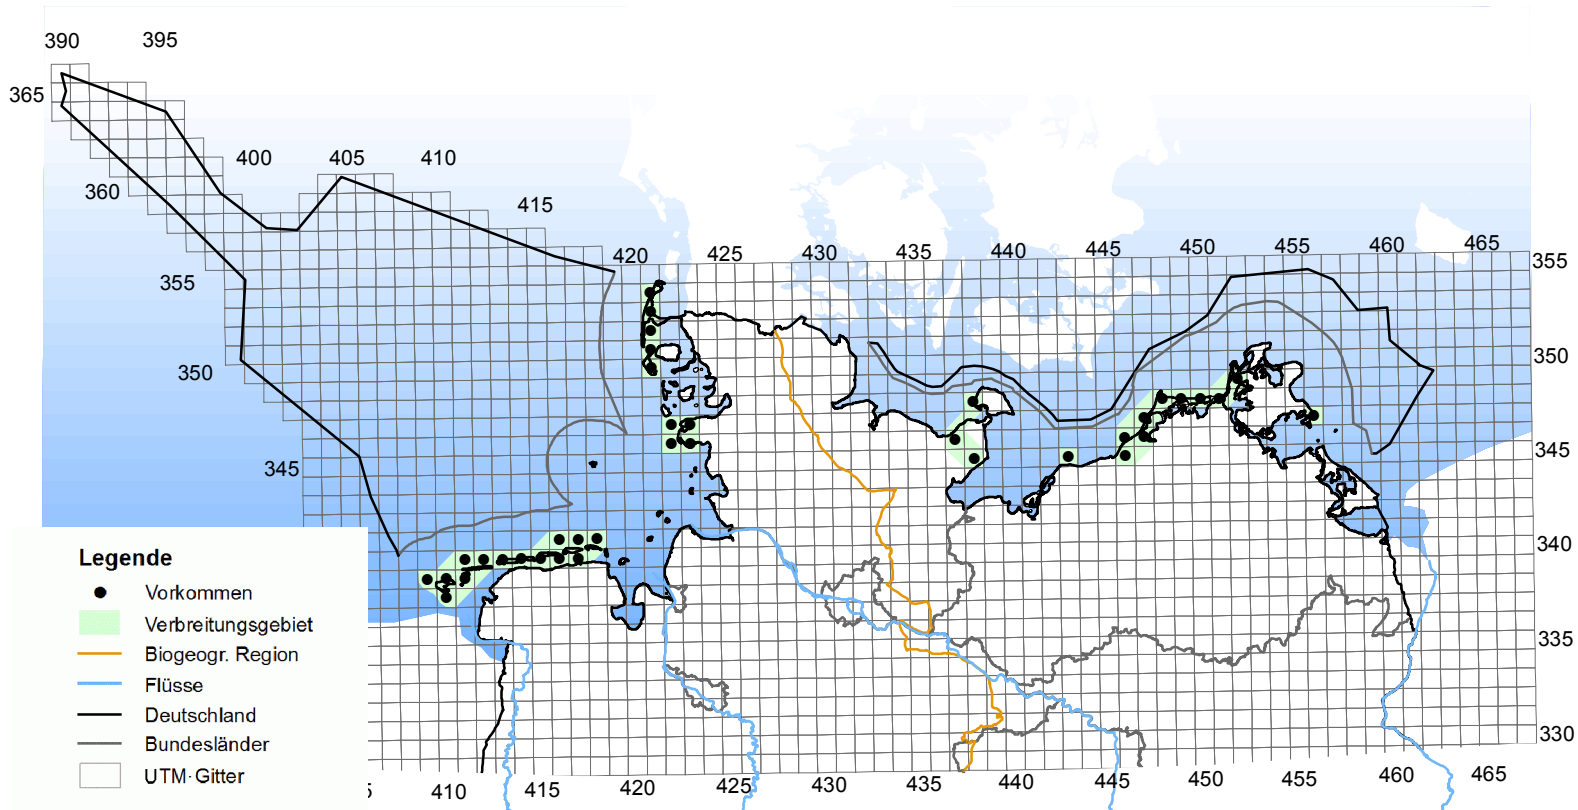 390 395
365
400 405 410
360
415
420 425 430 435 440 445 450 455 460 465
355
355
350
350
345
345
340
335
330
Legende
Vorkommen
Verbreitungsgebiet
Biogeogr. Region
Flüsse
Deutschland
Bundesländer
UTM-Gitter
410 415 420 425 430 435 440 445 450 455 460 465